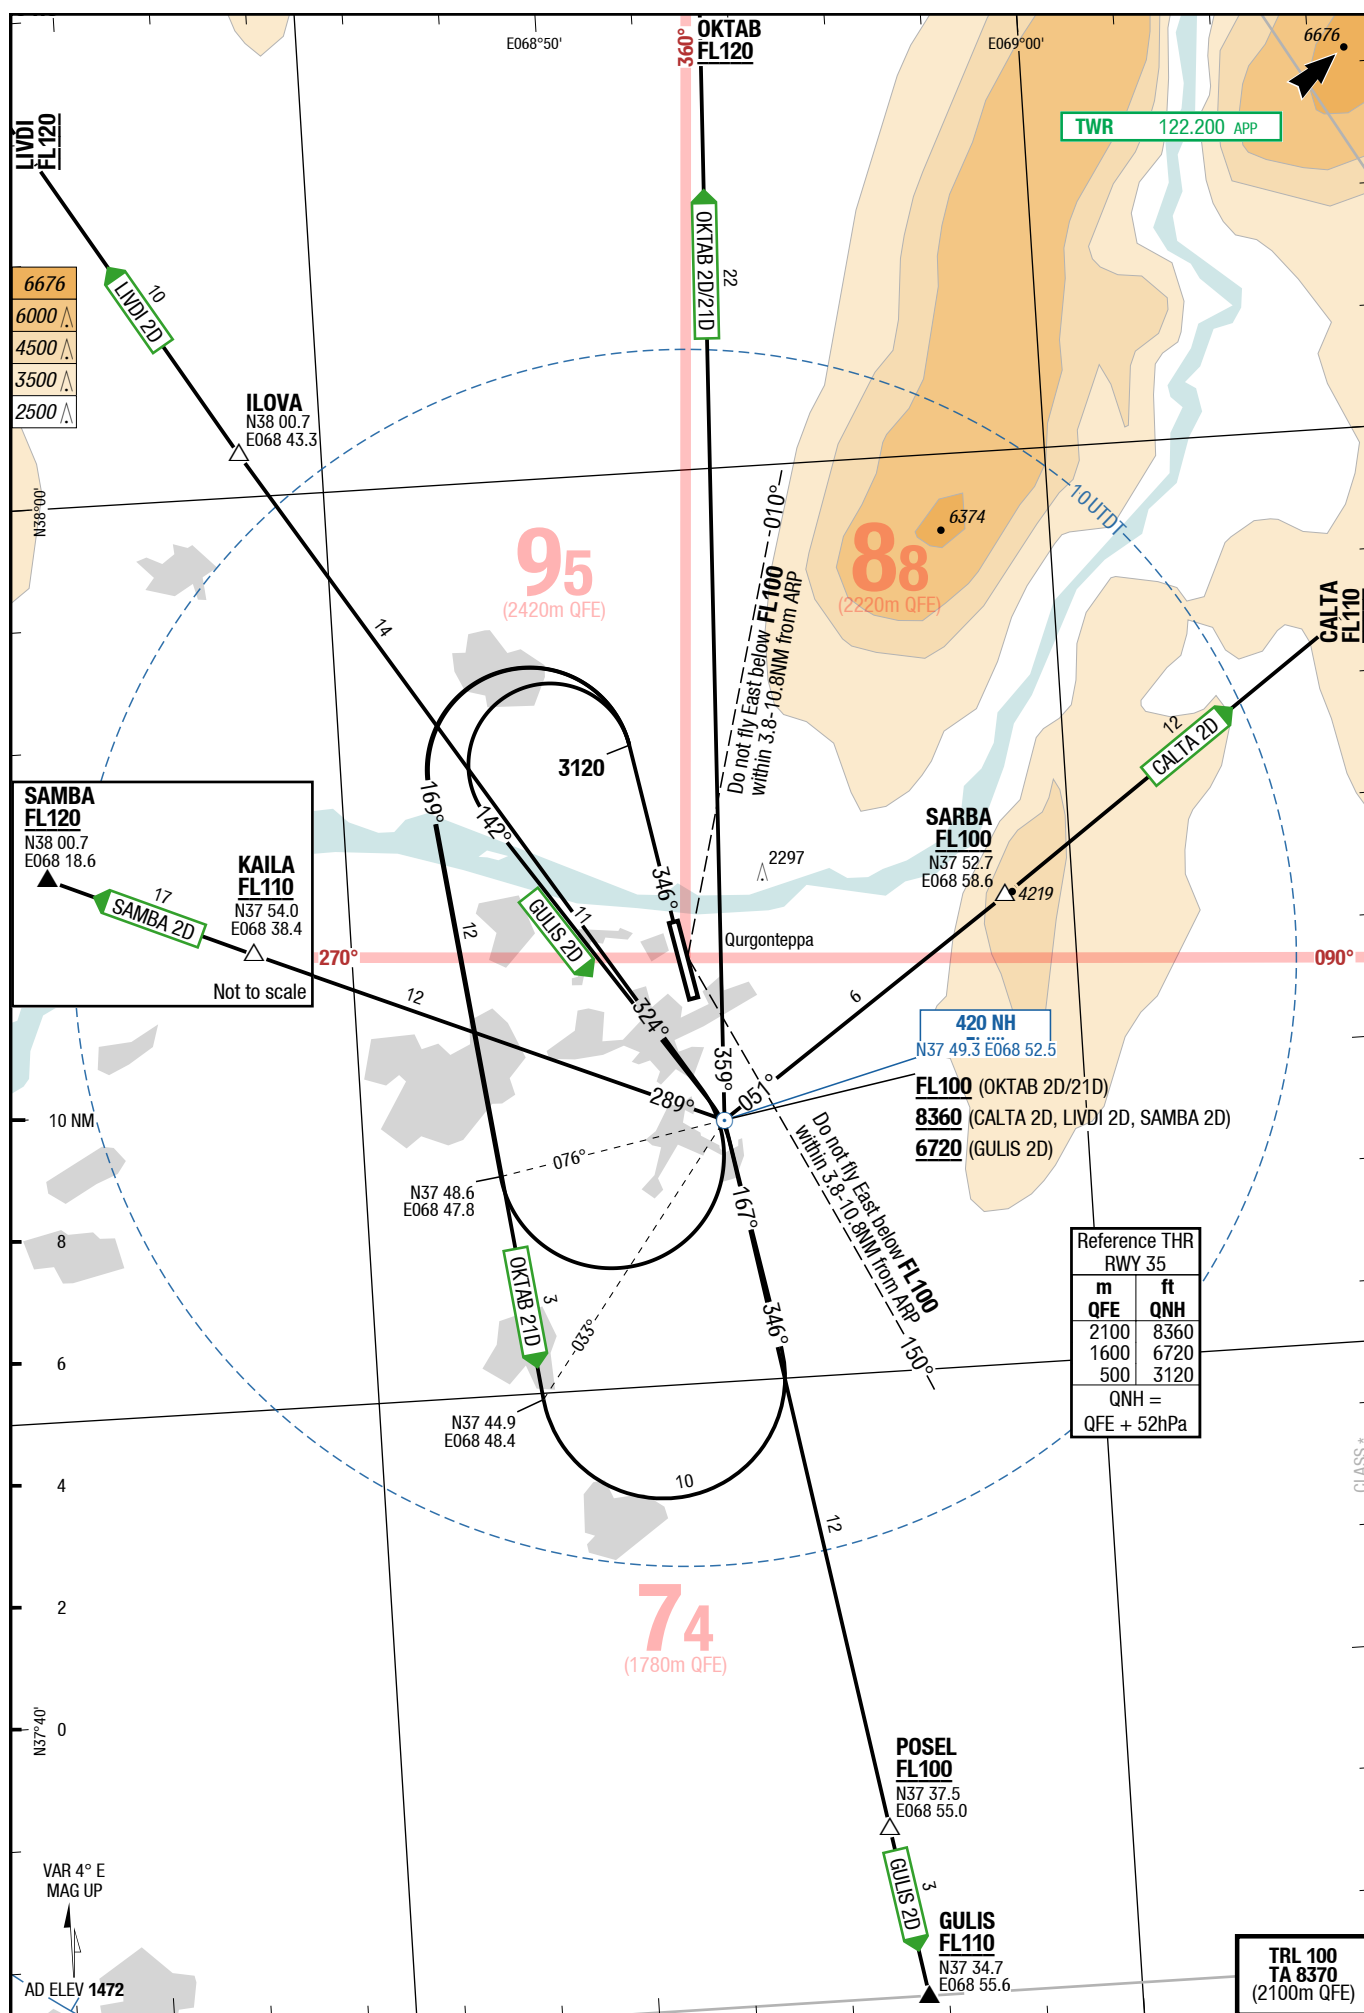 OKTAB
FL120
360°
E068°50'
E069°00'
6676
TWR 122.200 APP
LIVDI
FL120
OKTAB 2D/21D
22
LIVDI 2D
10
6676
6000
4500
3500
2500
ILOVA
N38 00.7
E068 43.3
N38°00'
010°
10 UTDT
6374
95
(2420m QFE)
88
(2220m QFE)
Do not fly East below FL100
within 3.8-10.8NM from ARP
CALTA
FL110
14
12
CALTA 2D
3120
169°
142°
346°
SARBA
FL100
N37 52.7
E068 58.6
4219
2297
SAMBA
FL120
N38 00.7
E068 18.6
KAILA
FL110
N37 54.0
E068 38.4
17
SAMBA 2D
Not to scale
GULIS 2D
11
12
Qurgonteppa
270°
090°
12
6
324°
420 NH
N37 49.3 E068 52.5
359°
051°
289°
FL100 (OKTAB 2D/21D)
8360 (CALTA 2D, LIVDI 2D, SAMBA 2D)
6720 (GULIS 2D)
10 NM
076°
N37 48.6
E068 47.8
167°
Do not fly East below FL100
within 3.8-10.8NM from ARP
150°
8
OKTAB 21D
3
033°
346°
Reference THR
RWY 35
m ft
QFE QNH
2100 8360
1600 6720
500 3120
QNH =
QFE + 52hPa
6
N37 44.9
E068 48.4
CLASS *
10
4
12
2
74
(1780m QFE)
N37°40'
0
POSEL
FL100
N37 37.5
E068 55.0
GULIS 2D
3
VAR 4° E
MAG UP
GULIS
FL110
N37 34.7
E068 55.6
AD ELEV 1472
TRL 100
TA 8370
(2100m QFE)